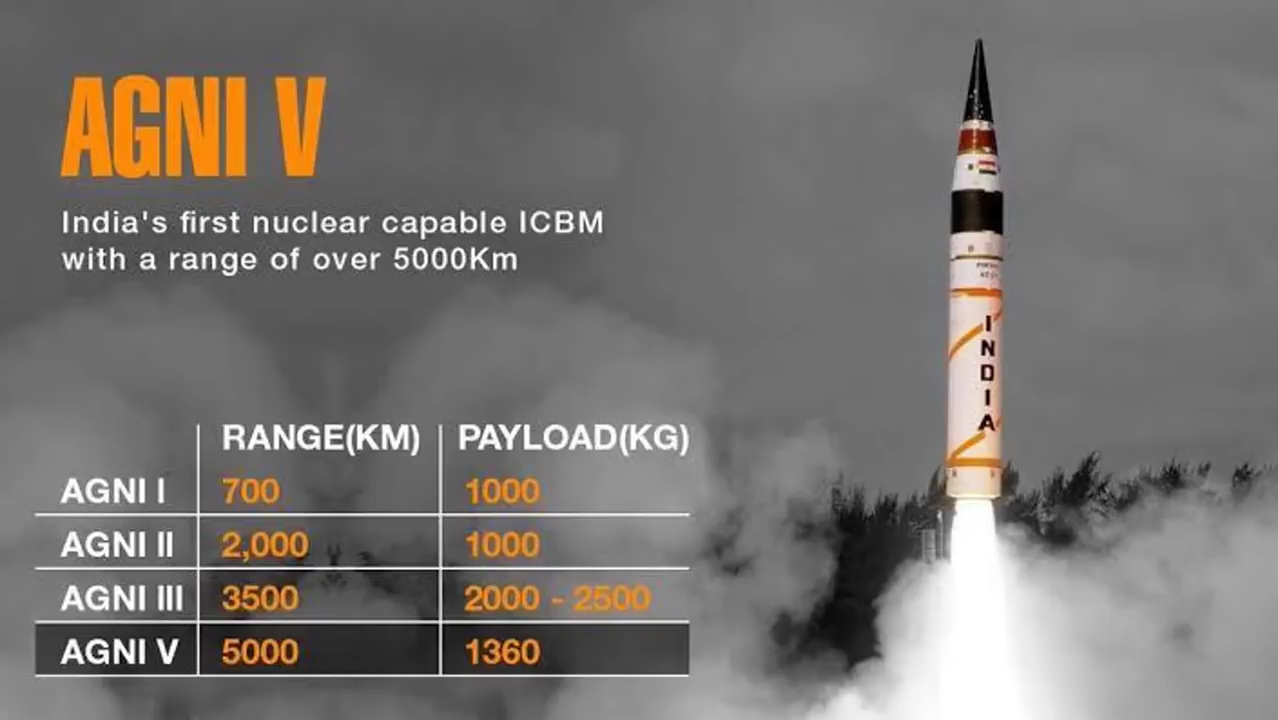 AGNI V
India's first nuclear capable ICBM
with a range of over 5000Km
RANGE(KM) PAYLOAD(KG)
AGNI I 700 1000
AGNI II 2,000 1000
AGNI III 3500 2000 - 2500
AGNI V 5000 1360
INDIA